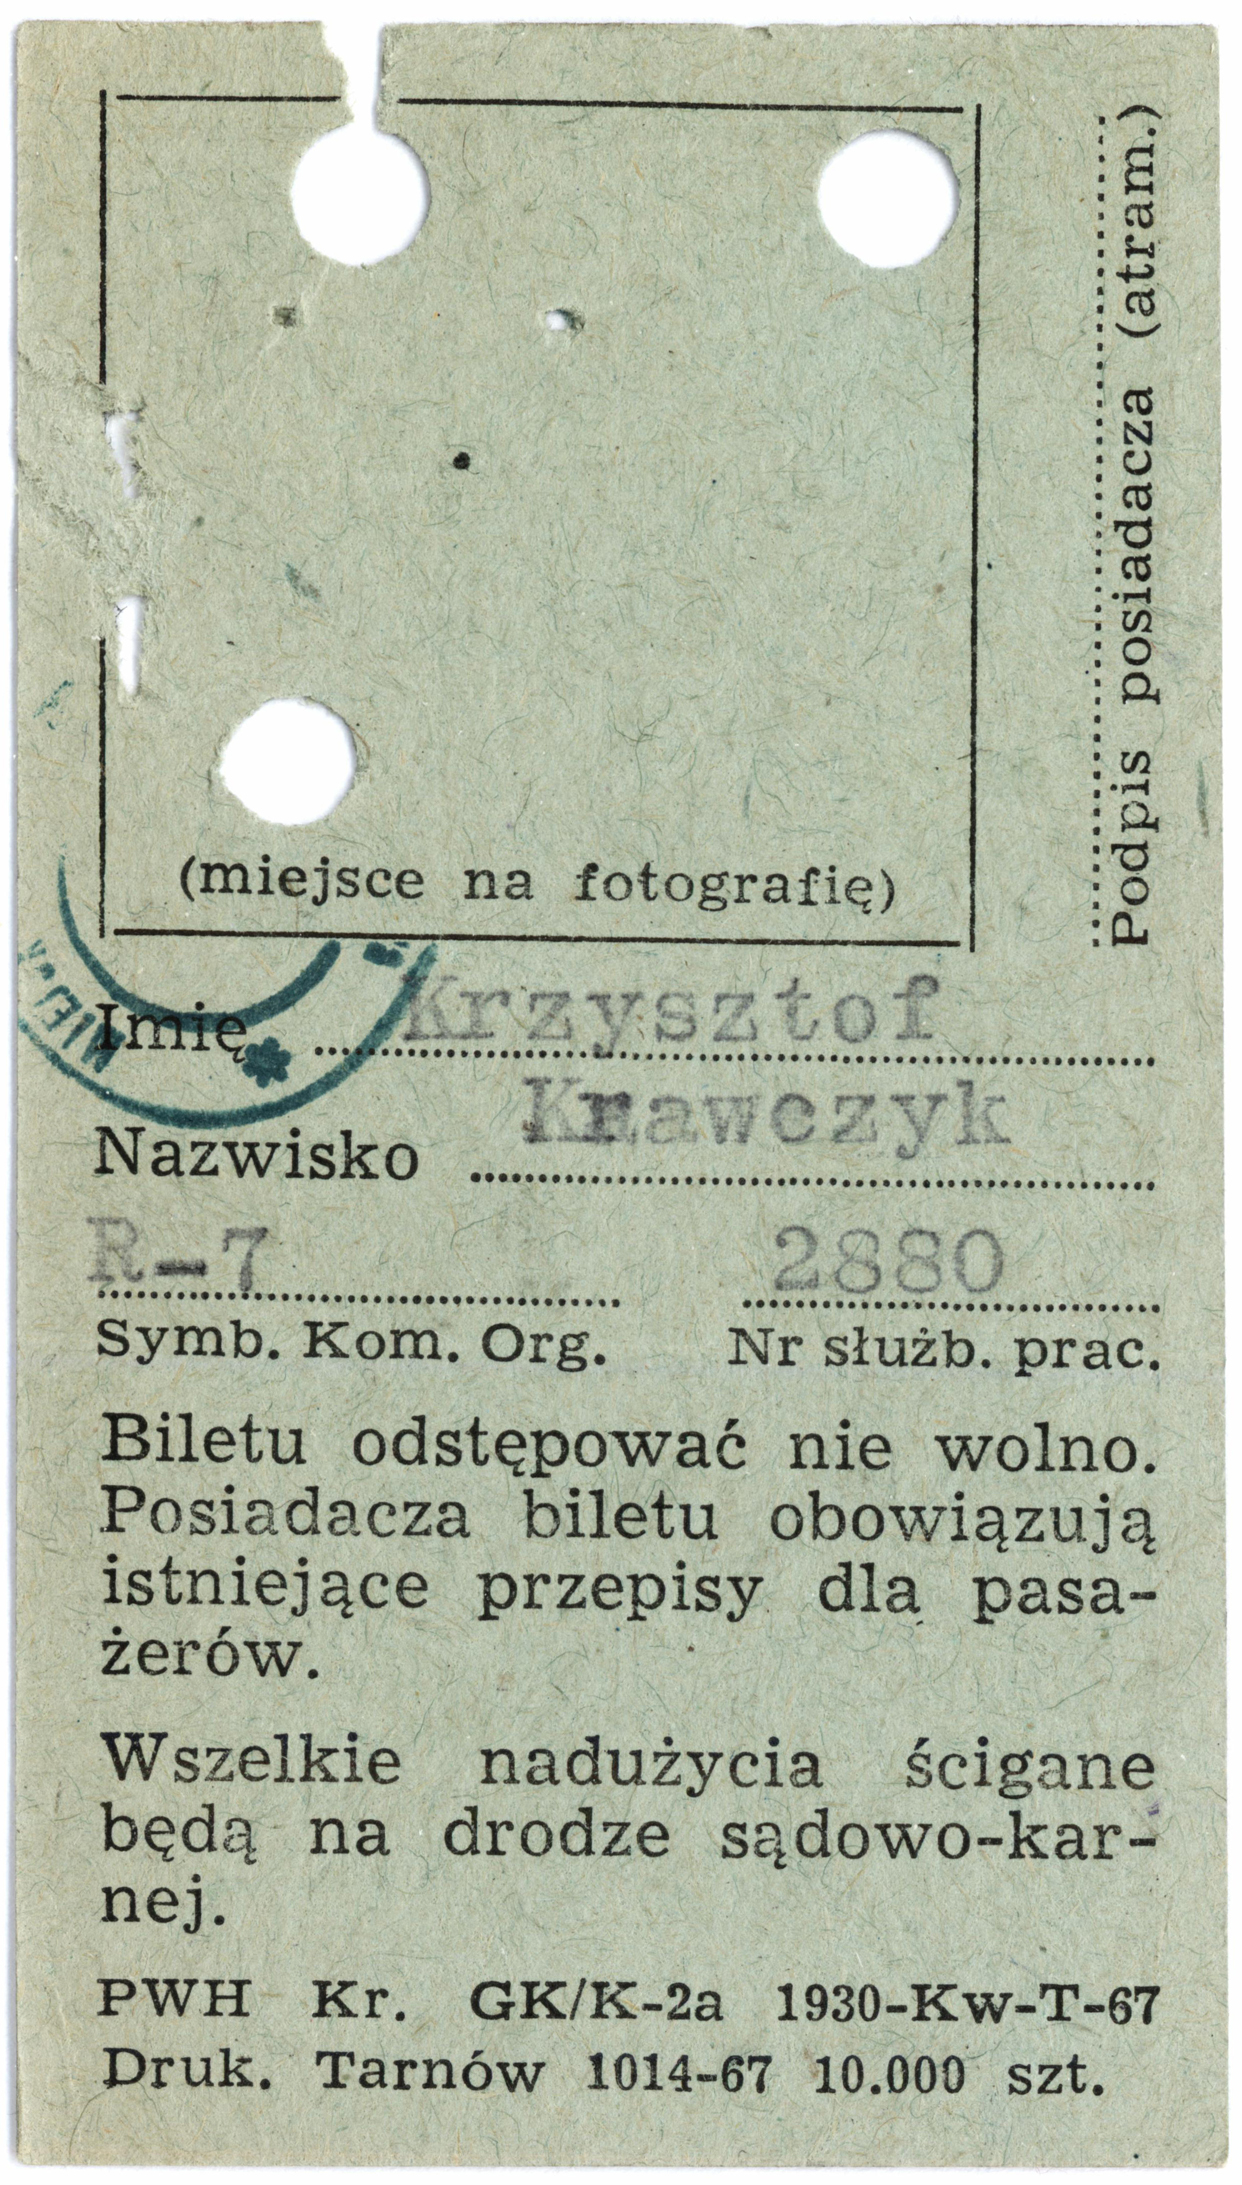 (miejsce na fotografię)
Podpis posiadacza (atram.)
Imię Krzysztof
Nazwisko Krawczyk
R-7 2880
Symb. Kom. Org. Nr służb. prac.
Biletu odstępować nie wolno.
Posiadacza biletu obowiązują
istniejące przepisy dla pasa-
żerów.
Wszelkie nadużycia ścigane
będą na drodze sądowo-kar-
nej.
PWH Kr. GK/K-2a 1930-Kw-T-67
Druk. Tarnów 1014-67 10.000 szt.